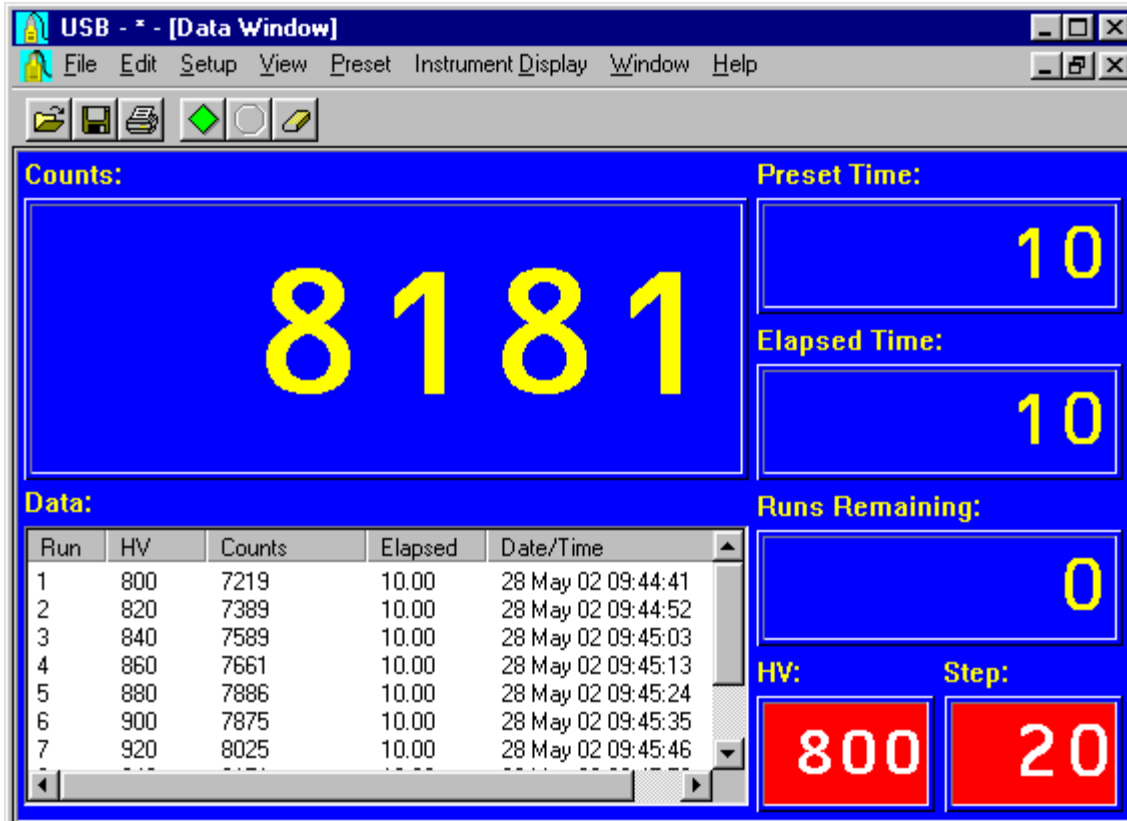 USB - * - [Data Window]
File Edit Setup View Preset Instrument Display Window Help
Counts:
8181
Preset Time:
10
Elapsed Time:
10
Data:
Run HV Counts Elapsed Date/Time
1 800 7219 10.00 28 May 02 09:44:41
2 820 7389 10.00 28 May 02 09:44:52
3 840 7589 10.00 28 May 02 09:45:03
4 860 7661 10.00 28 May 02 09:45:13
5 880 7886 10.00 28 May 02 09:45:24
6 900 7875 10.00 28 May 02 09:45:35
7 920 8025 10.00 28 May 02 09:45:46
Runs Remaining:
0
HV:
800
Step:
20